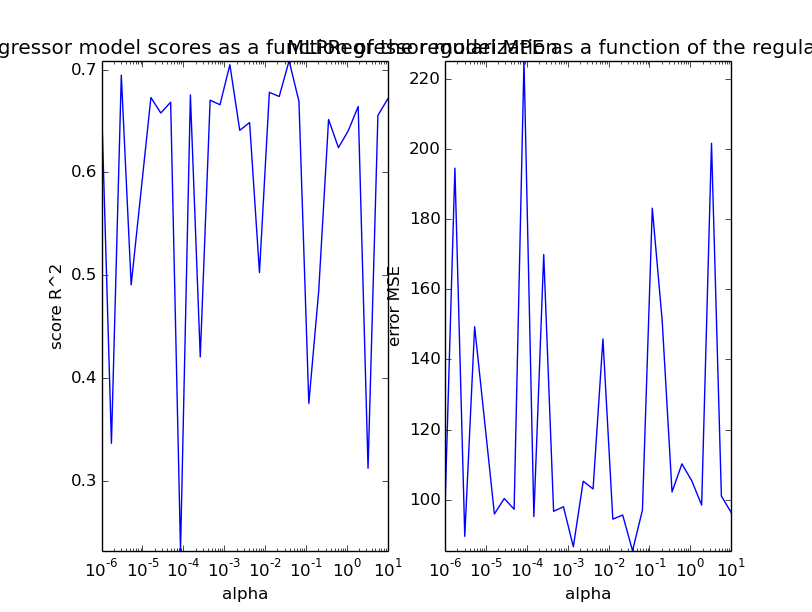 gressor model scores as a function of the regularization
MLPRegressor model MPE as a function of the regula
0.7
0.6
0.5
0.4
0.3
score R^2
10^-6 10^-5 10^-4 10^-3 10^-2 10^-1 10^0 10^1
alpha
220
200
180
160
140
120
100
error MSE
10^-6 10^-5 10^-4 10^-3 10^-2 10^-1 10^0 10^1
alpha